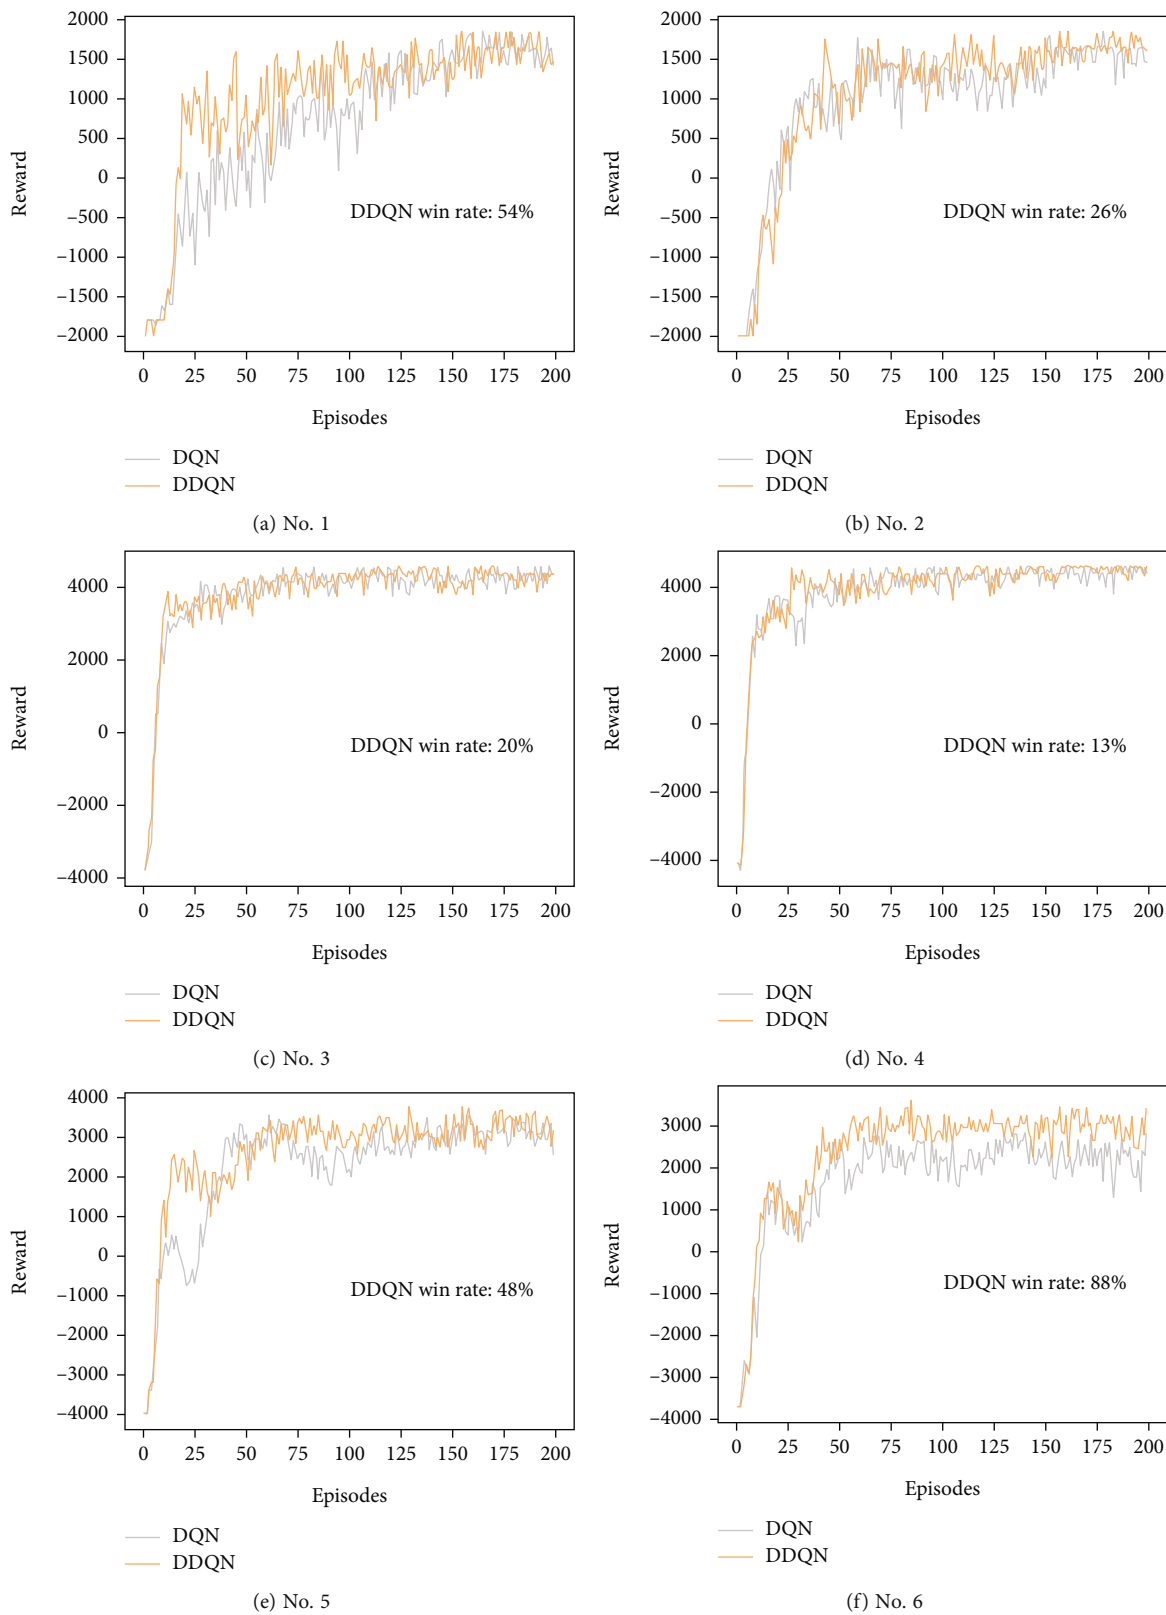 2000
1500
1000
500
0
−500
−1000
−1500
−2000
Reward
DDQN win rate: 54%
0 25 50 75 100 125 150 175 200
Episodes
DQN
DDQN
(a) No. 1
2000
1500
1000
500
0
−500
−1000
−1500
−2000
Reward
DDQN win rate: 26%
0 25 50 75 100 125 150 175 200
Episodes
DQN
DDQN
(b) No. 2
4000
2000
0
−2000
−4000
Reward
DDQN win rate: 20%
0 25 50 75 100 125 150 175 200
Episodes
DQN
DDQN
(c) No. 3
4000
2000
0
−2000
−4000
Reward
DDQN win rate: 13%
0 25 50 75 100 125 150 175 200
Episodes
DQN
DDQN
(d) No. 4
4000
3000
2000
1000
0
−1000
−2000
−3000
−4000
Reward
DDQN win rate: 48%
0 25 50 75 100 125 150 175 200
Episodes
DQN
DDQN
(e) No. 5
3000
2000
1000
0
−1000
−2000
−3000
−4000
Reward
DDQN win rate: 88%
0 25 50 75 100 125 150 175 200
Episodes
DQN
DDQN
(f) No. 6